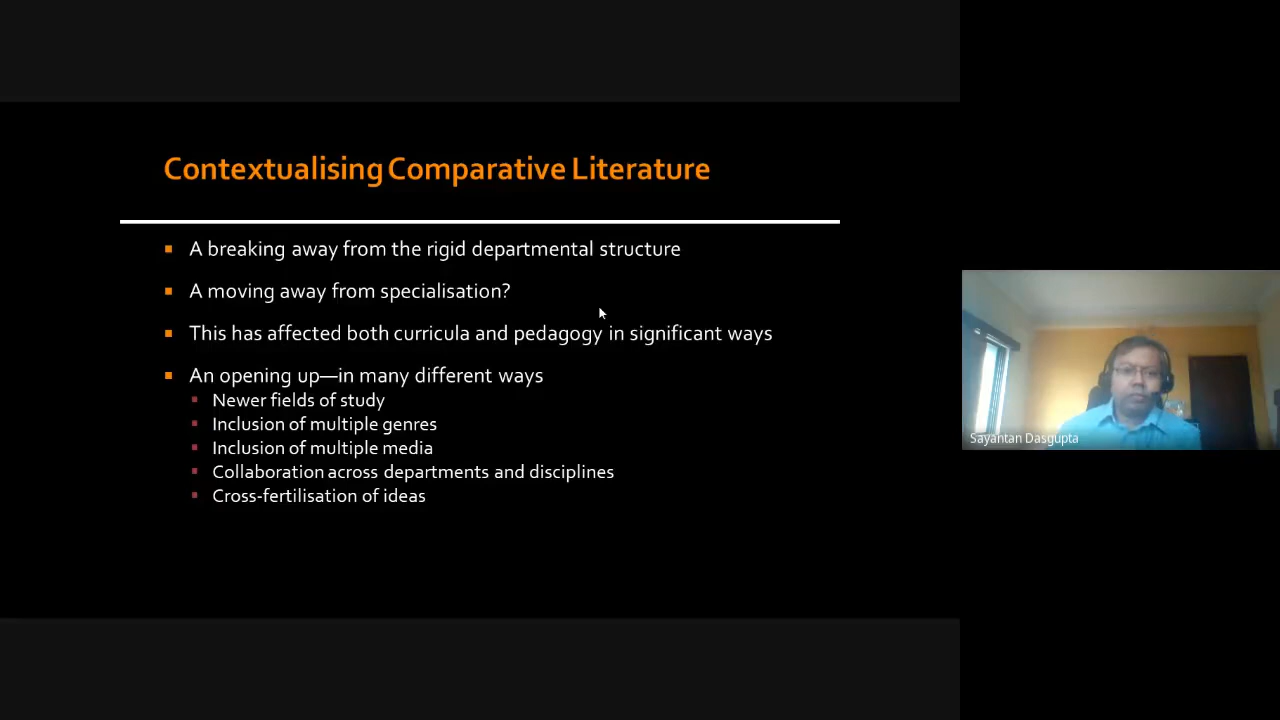 Contextualising Comparative Literature
A breaking away from the rigid departmental structure
A moving away from specialisation?
This has affected both curricula and pedagogy in significant ways
An opening up—in many different ways
Newer fields of study
Inclusion of multiple genres
Inclusion of multiple media
Collaboration across departments and disciplines
Cross-fertilisation of ideas
Sayantan Dasgupta